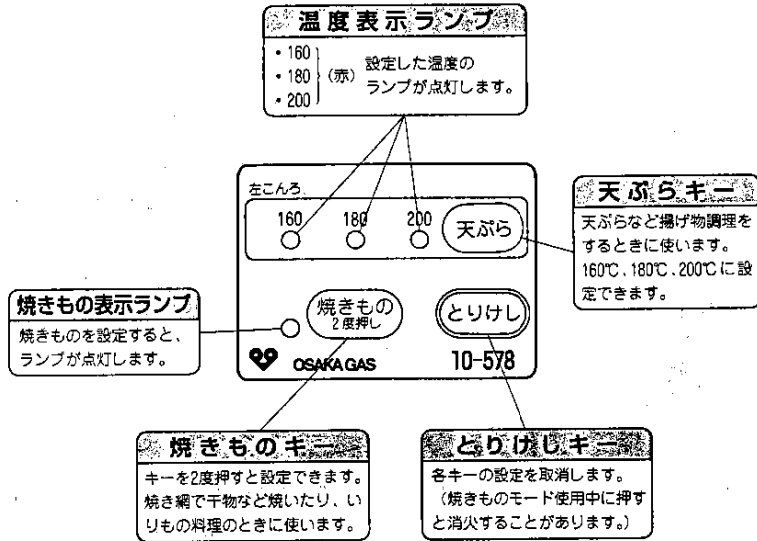 温度表示ランプ
・160
・180
・200
(赤)
設定した温度の
ランプが点灯します。
左こんろ
160 180 200
天ぷら
天ぷらキー
天ぷらなど揚げ物調理を
するときに使います。
160℃、180℃、200℃に設
定できます。
焼きもの表示ランプ
焼きものを設定すると、
ランプが点灯します。
焼きもの
2度押し
とりけし
OSAKA GAS
10-578
焼きものキー
キーを2度押すと設定できます。
焼き網で干物など焼いたり、い
りもの料理のときに使います。
とりけしキー
各キーの設定を取消します。
(焼きものモード使用中に押す
と消火することがあります。)